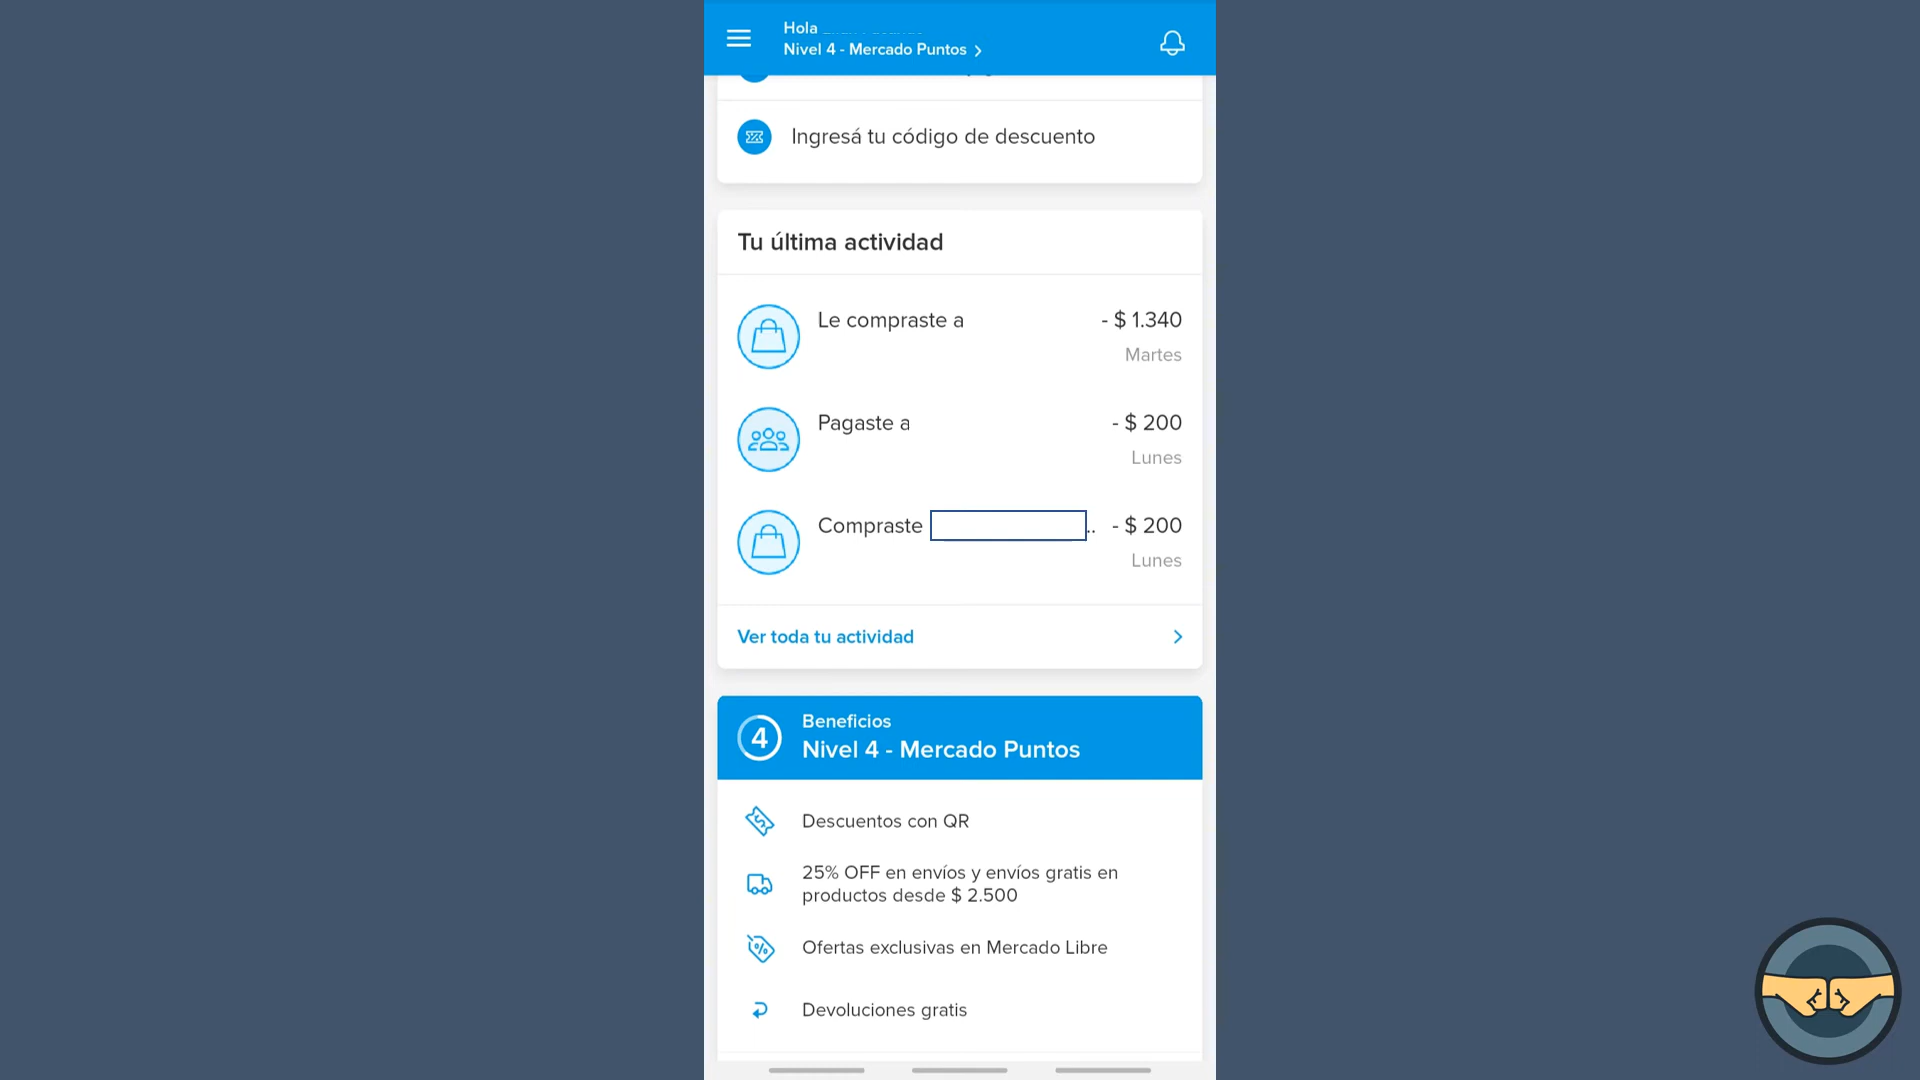 Hola
Nivel 4 - Mercado Puntos
Ingresá tu código de descuento
Tu última actividad
Le compraste a - $ 1.340
Martes
Pagaste a - $ 200
Lunes
Compraste .. - $ 200
Lunes
Ver toda tu actividad
4
Beneficios
Nivel 4 - Mercado Puntos
Descuentos con QR
25% OFF en envíos y envíos gratis en
productos desde $ 2.500
Ofertas exclusivas en Mercado Libre
Devoluciones gratis